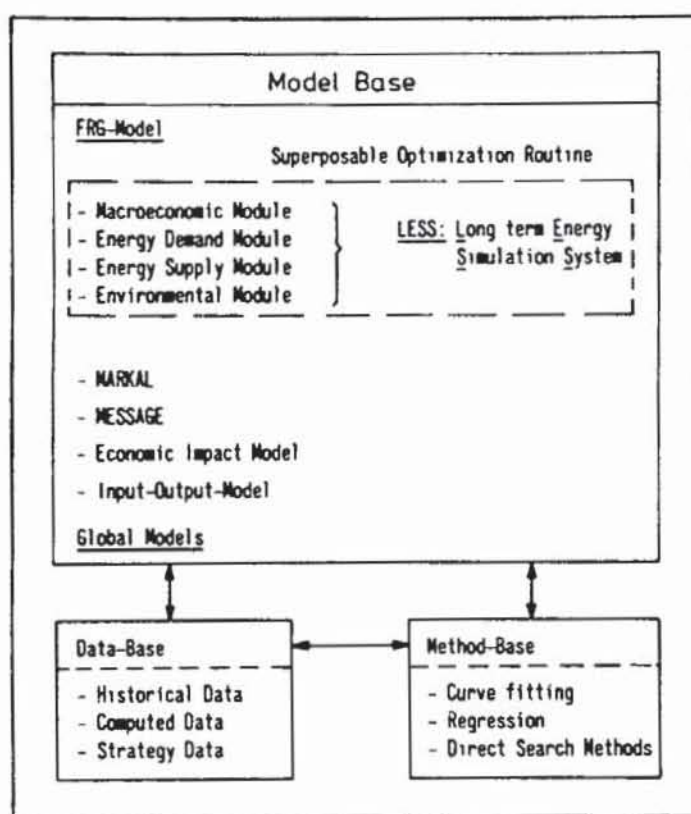 Model Base
FRG-Model
Superposable Optimization Routine
- Macroeconomic Module
- Energy Demand Module
- Energy Supply Module
- Environmental Module
LESS: Long term Energy
Simulation System
- MARKAL
- MESSAGE
- Economic Impact Model
- Input-Output-Model
Global Models
Data-Base
- Historical Data
- Computed Data
- Strategy Data
Method-Base
- Curve fitting
- Regression
- Direct Search Methods